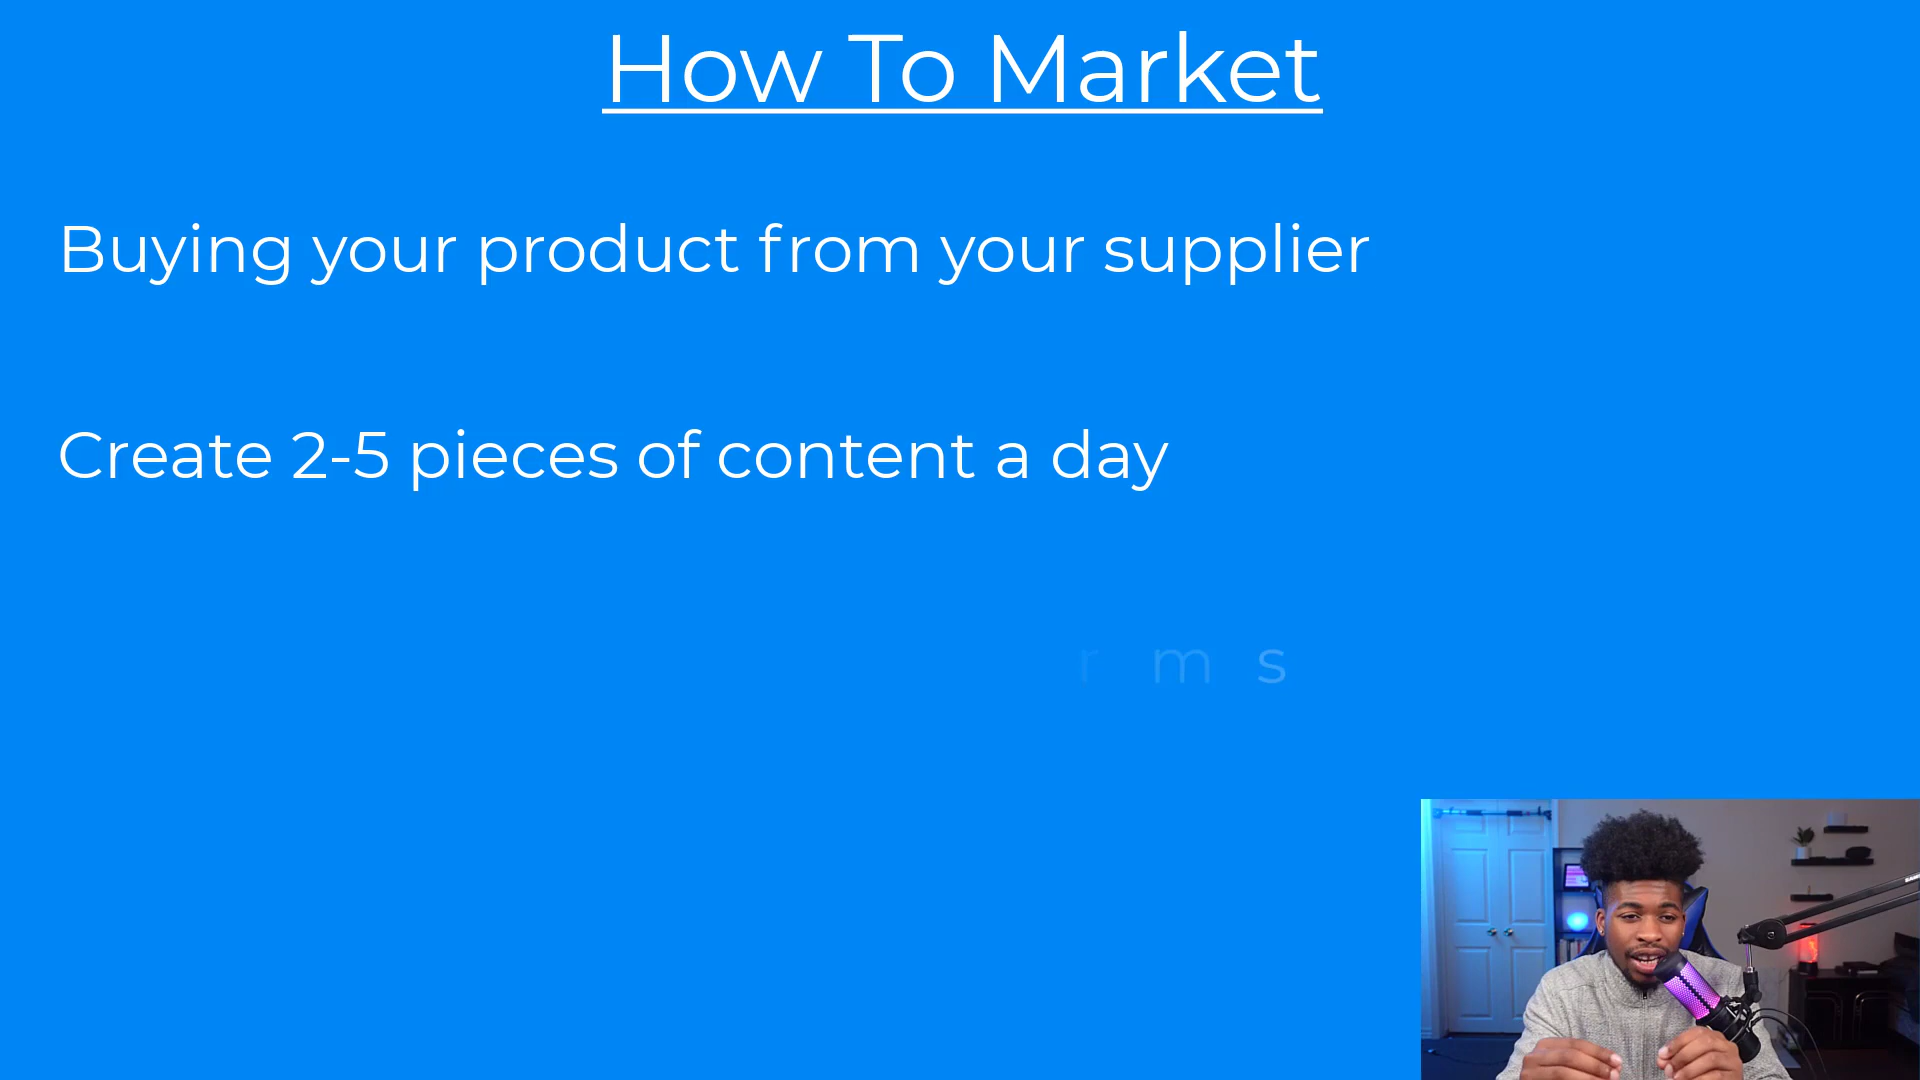 How To Market
Buying your product from your supplier
Create 2-5 pieces of content a day
r m s